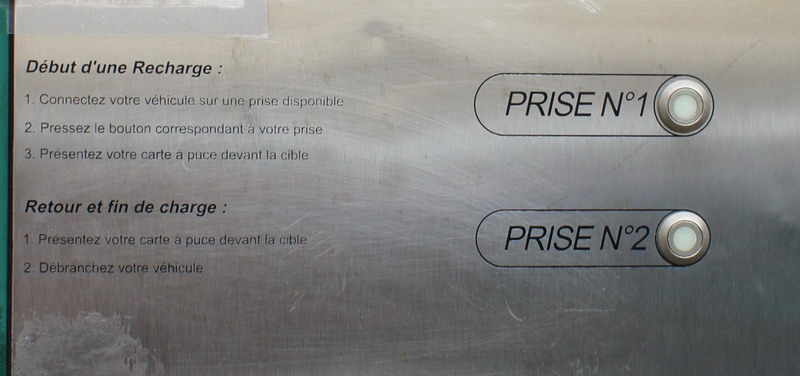 Début d'une Recharge :
1. Connectez votre véhicule sur une prise disponible
2. Pressez le bouton correspondant à votre prise
3. Présentez votre carte à puce devant la cible
Retour et fin de charge :
1. Présentez votre carte à puce devant la cible
2. Débranchez votre véhicule
PRISE N°1
PRISE N°2